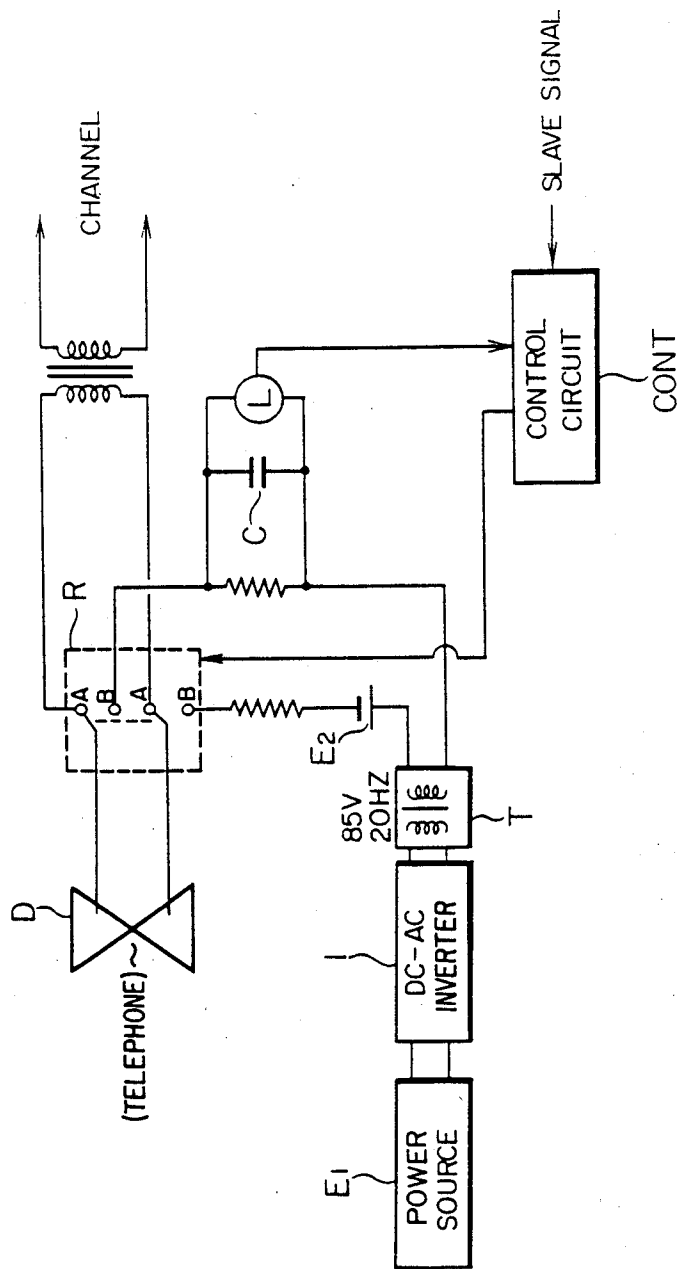 D
(TELEPHONE)
R
A
B
A
B
CHANNEL
C
L
E2
85V
20HZ
T
I
E1
POWER
SOURCE
DC-AC
INVERTER
CONTROL
CIRCUIT
CONT
SLAVE SIGNAL